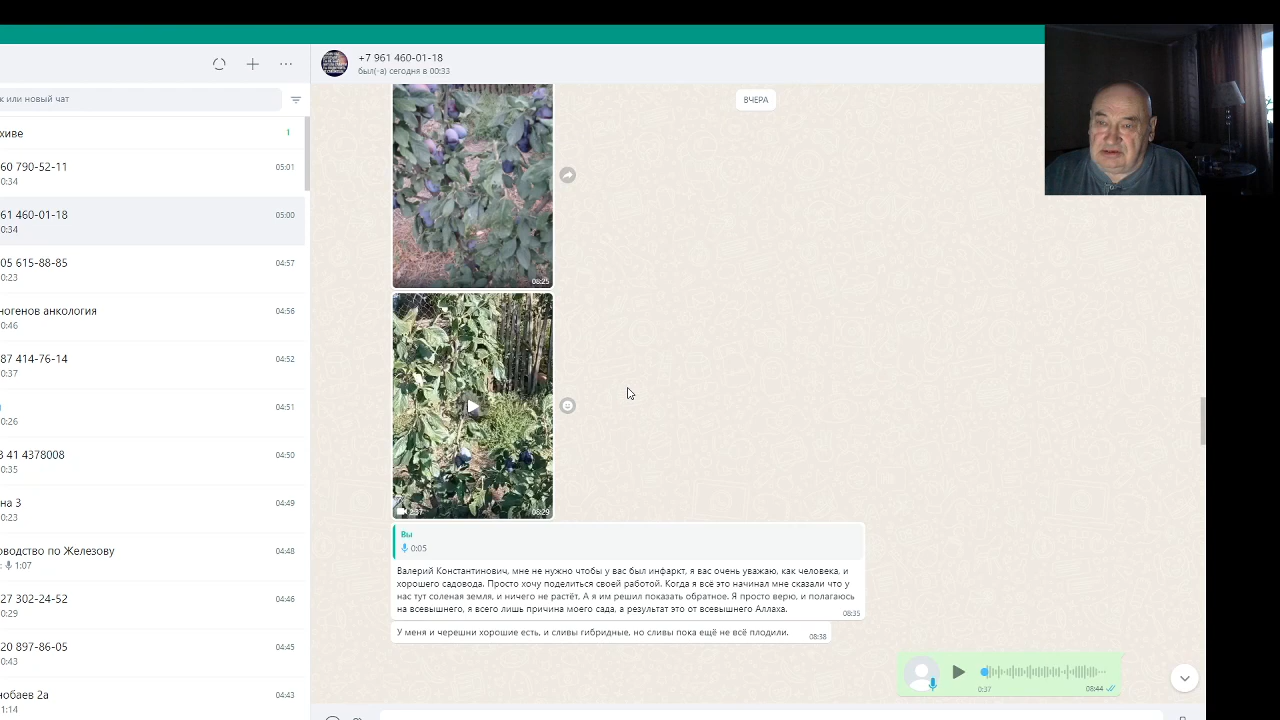 +7 961 460-01-18
был(-а) сегодня в 00:33
к или новый чат
хиве
1
60 790-52-11
05:01
0:34
61 460-01-18
05:00
0:34
05 615-88-85
04:57
0:23
ногенов анкология
04:56
0:46
87 414-76-14
04:52
0:37
04:51
0:26
8 41 4378008
04:50
0:35
на 3
04:49
0:23
оводство по Железову
04:48
: 1:07
27 302-24-52
04:46
0:29
20 897-86-05
04:45
0:43
нобаев 2а
04:43
1:14
ВЧЕРА
08:25
2:37
08:29
Вы
0:05
Валерий Константинович, мне не нужно чтобы у вас был инфаркт, я вас очень уважаю, как человека, и
хорошего садовода. Просто хочу поделиться своей работой. Когда я всё это начинал мне сказали что у
нас тут соленая земля, и ничего не растёт, А я им решил показать обратное. Я просто верю, и полагаюсь
на всевышнего, я всего лишь причина моего сада, а результат это от всевышнего Аллаха.
08:35
У меня и черешни хорошие есть, и сливы гибридные, но сливы пока ещё не всё плодили.
08:38
0:37
08:44